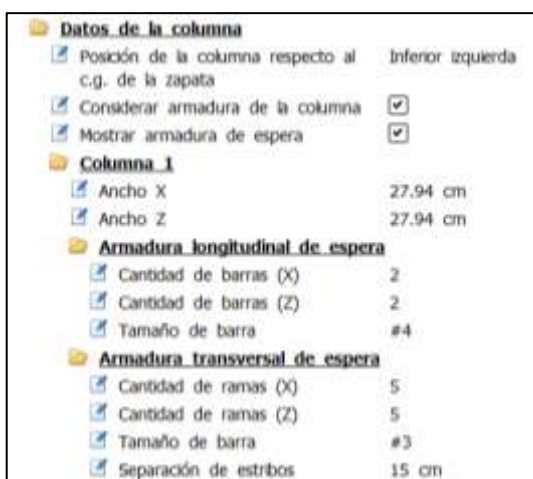 Datos de la columna
Posición de la columna respecto al Inferior izquierda
c.g. de la zapata
Considerar armadura de la columna
Mostrar armadura de espera
Columna 1
Ancho X 27.94 cm
Ancho Z 27.94 cm
Armadura longitudinal de espera
Cantidad de barras (X) 2
Cantidad de barras (Z) 2
Tamaño de barra #4
Armadura transversal de espera
Cantidad de ramas (X) 5
Cantidad de ramas (Z) 5
Tamaño de barra #3
Separación de estribos 15 cm